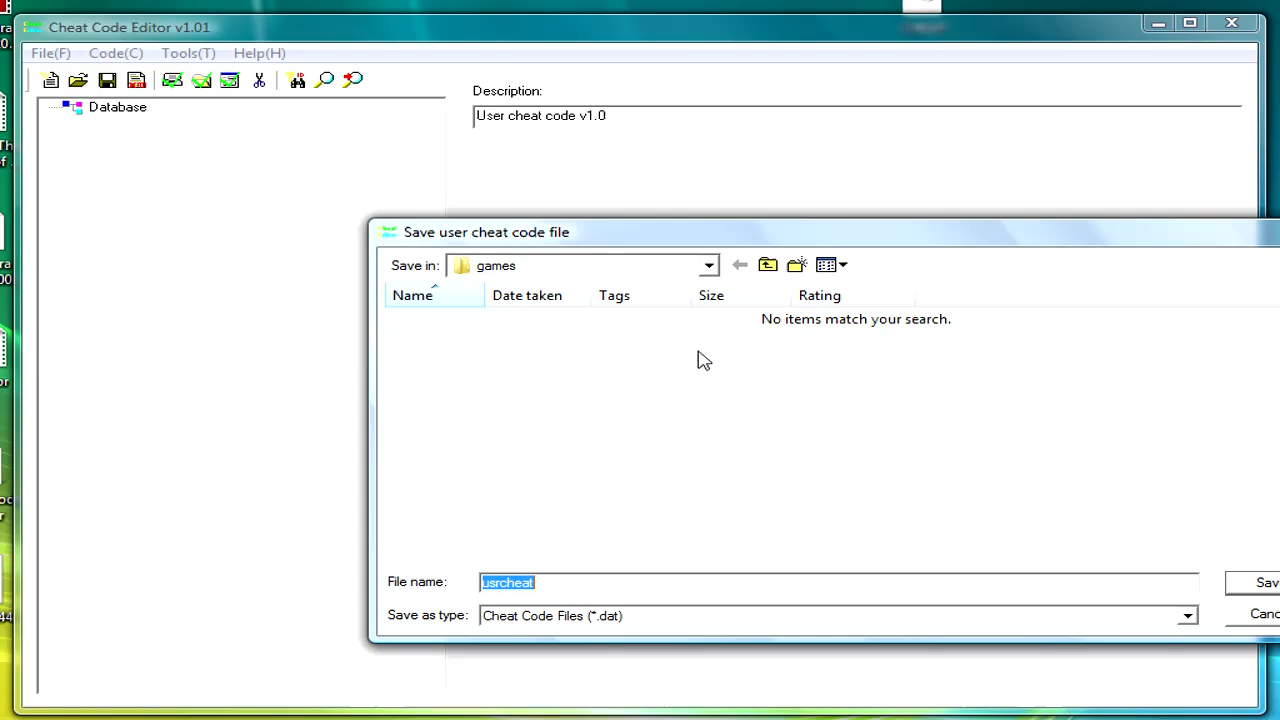 Cheat Code Editor v1.01
File(F) Code(C) Tools(T) Help(H)
Description:
Database
User cheat code v1.0
Save user cheat code file
Save in: games
Name Date taken Tags Size Rating
No items match your search.
File name: usrcheat
Sav
Save as type: Cheat Code Files (*.dat)
Canc